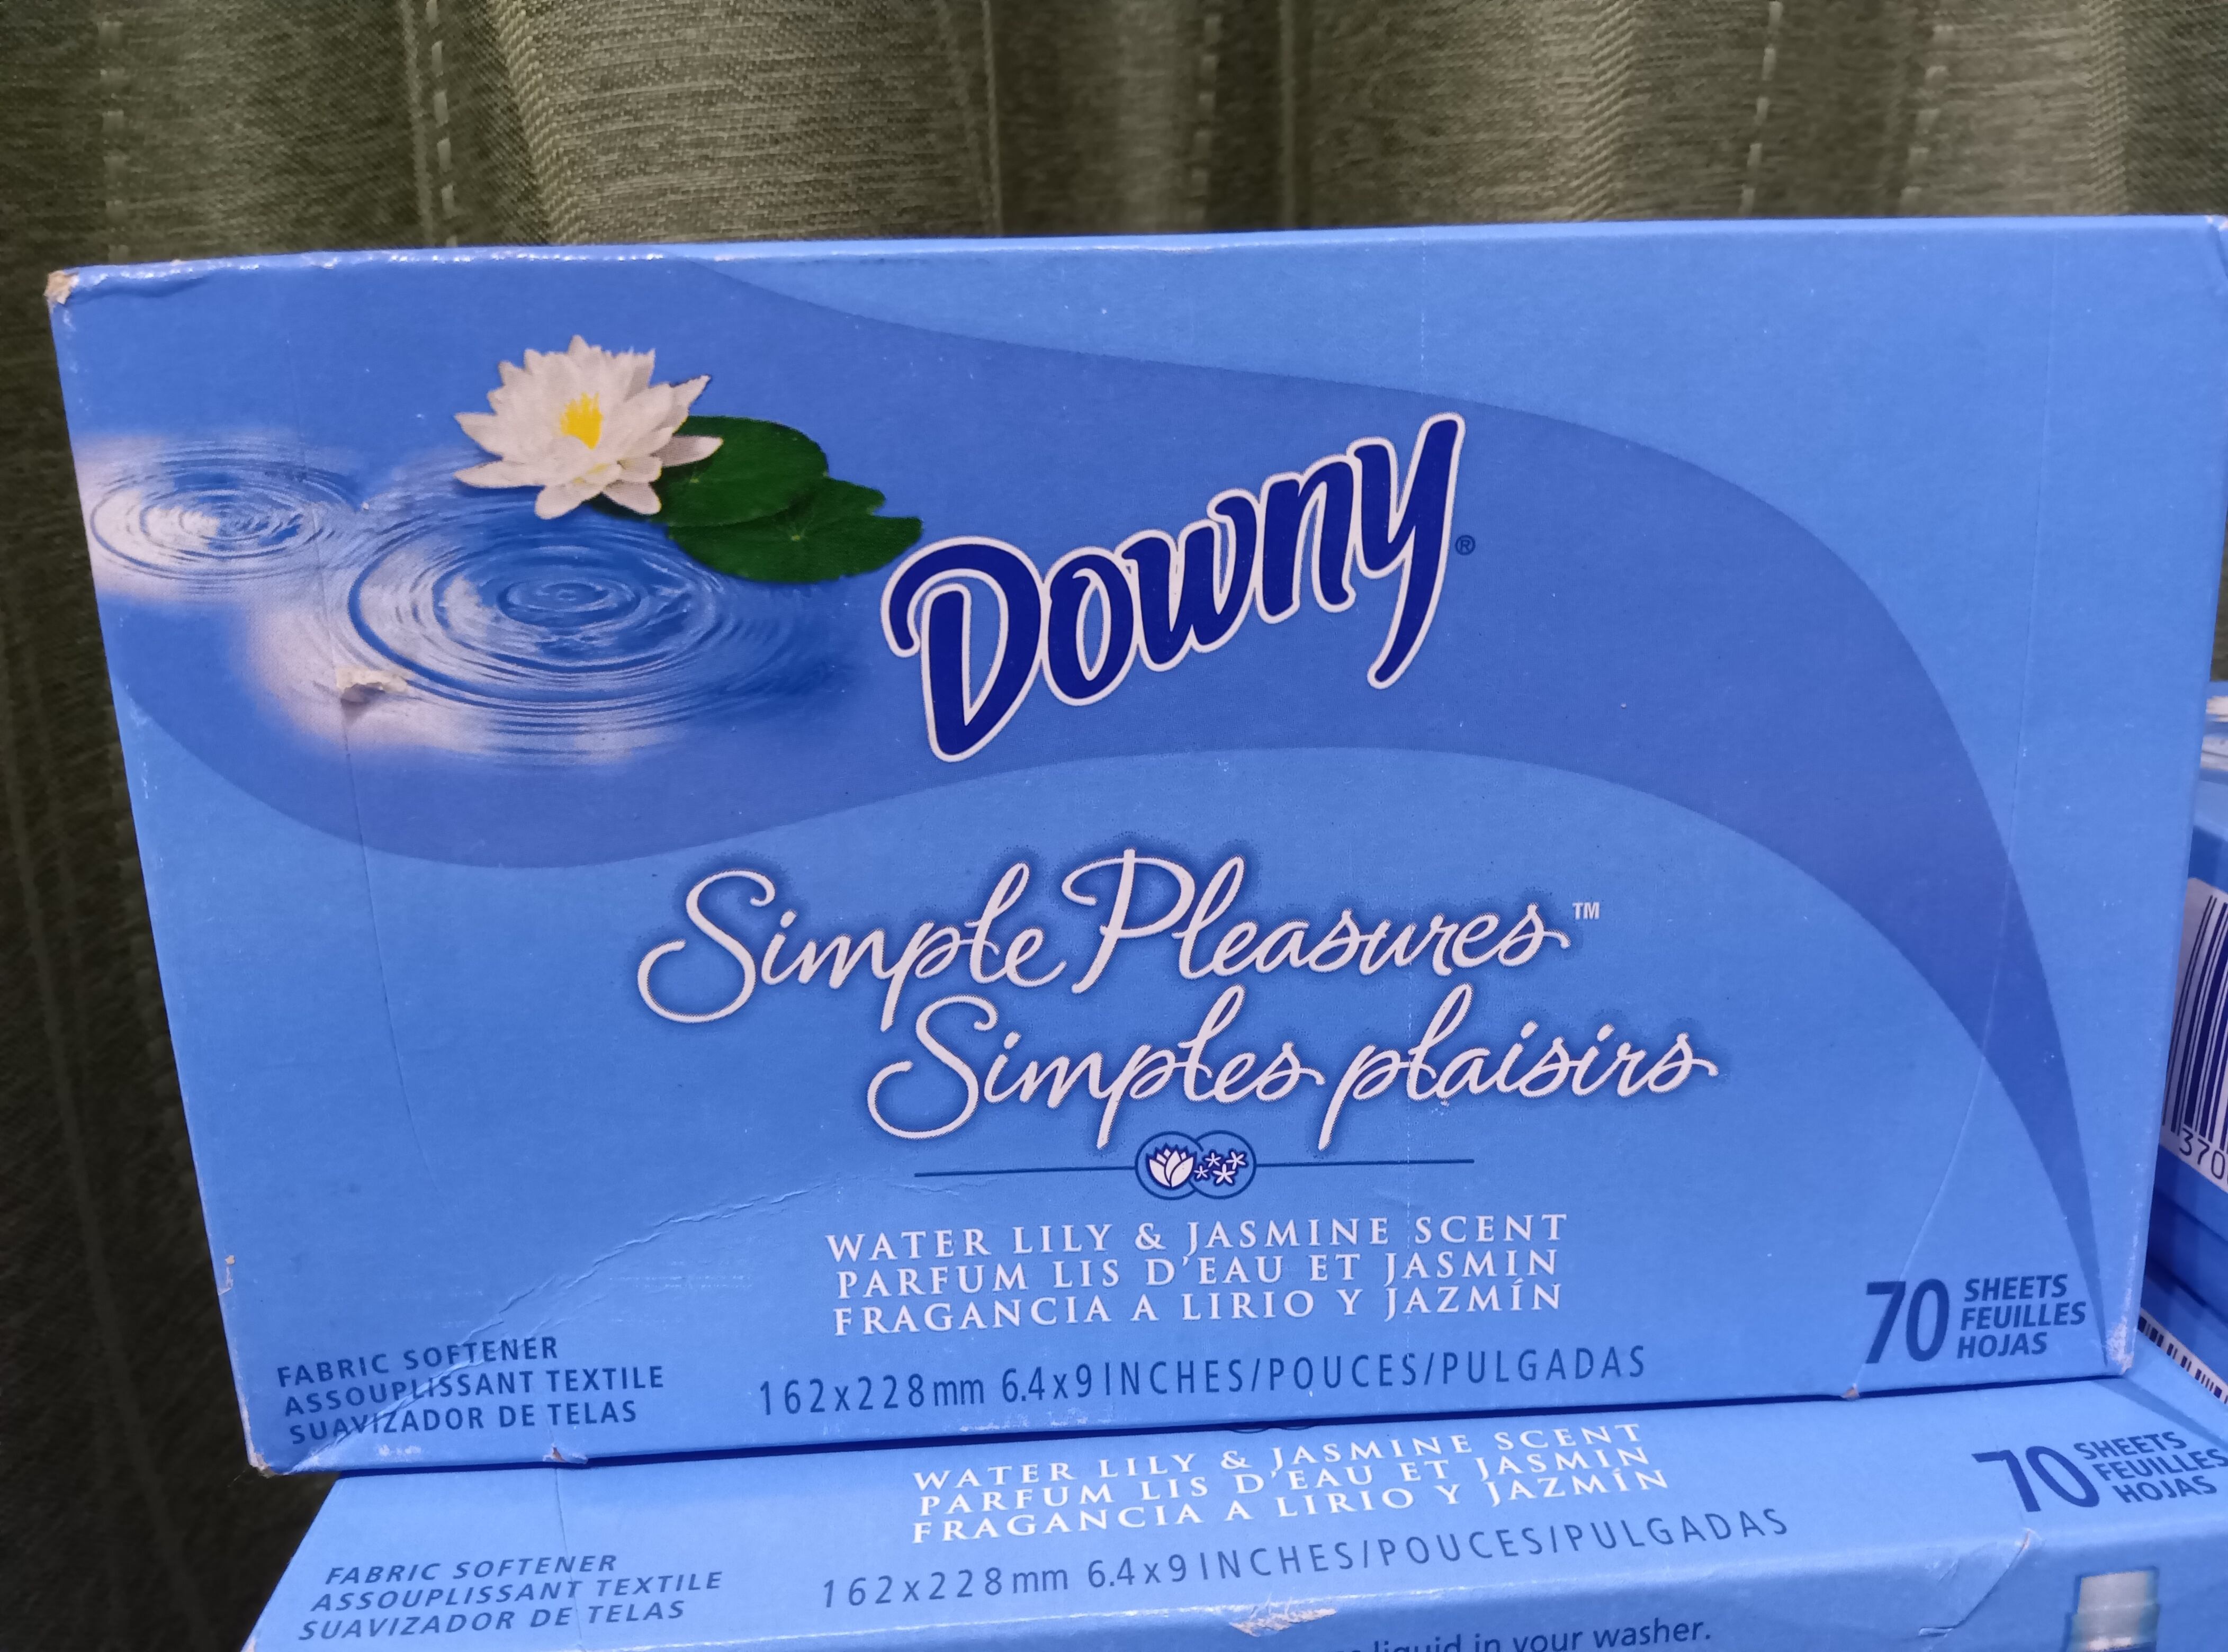 Downy®
Simple Pleasures™
Simples plaisirs
WATER LILY & JASMINE SCENT
PARFUM LIS D'EAU ET JASMIN
FRAGANCIA A LIRIO Y JAZMÍN
FABRIC SOFTENER
ASSOUPLISSANT TEXTILE
SUAVIZADOR DE TELAS
162x228mm 6.4x9 INCHES/POUCES/PULGADAS
70 SHEETS
FEUILLES
HOJAS
370
WATER LILY & JASMINE SCENT
PARFUM LIS D'EAU ET JASMIN
FRAGANCIA A LIRIO Y JAZMÍN
FABRIC SOFTENER
ASSOUPLISSANT TEXTILE
SUAVIZADOR DE TELAS
162x228mm 6.4x9 INCHES/POUCES/PULGADAS
70 SHEETS
FEUILLES
HOJAS
liquid in your washer.